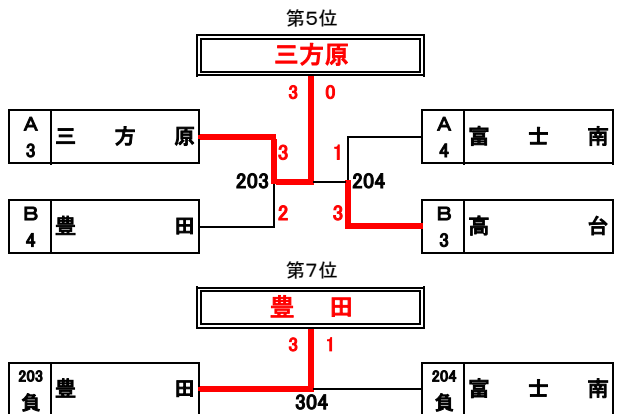 第5位
三方原
3 0
A 3 三 方 原
A 4 富 士 南
3 1
203 204
2 3
B 4 豊 田
B 3 高 台
第7位
豊 田
3 1
203 負 豊 田
204 負 富 士 南
304